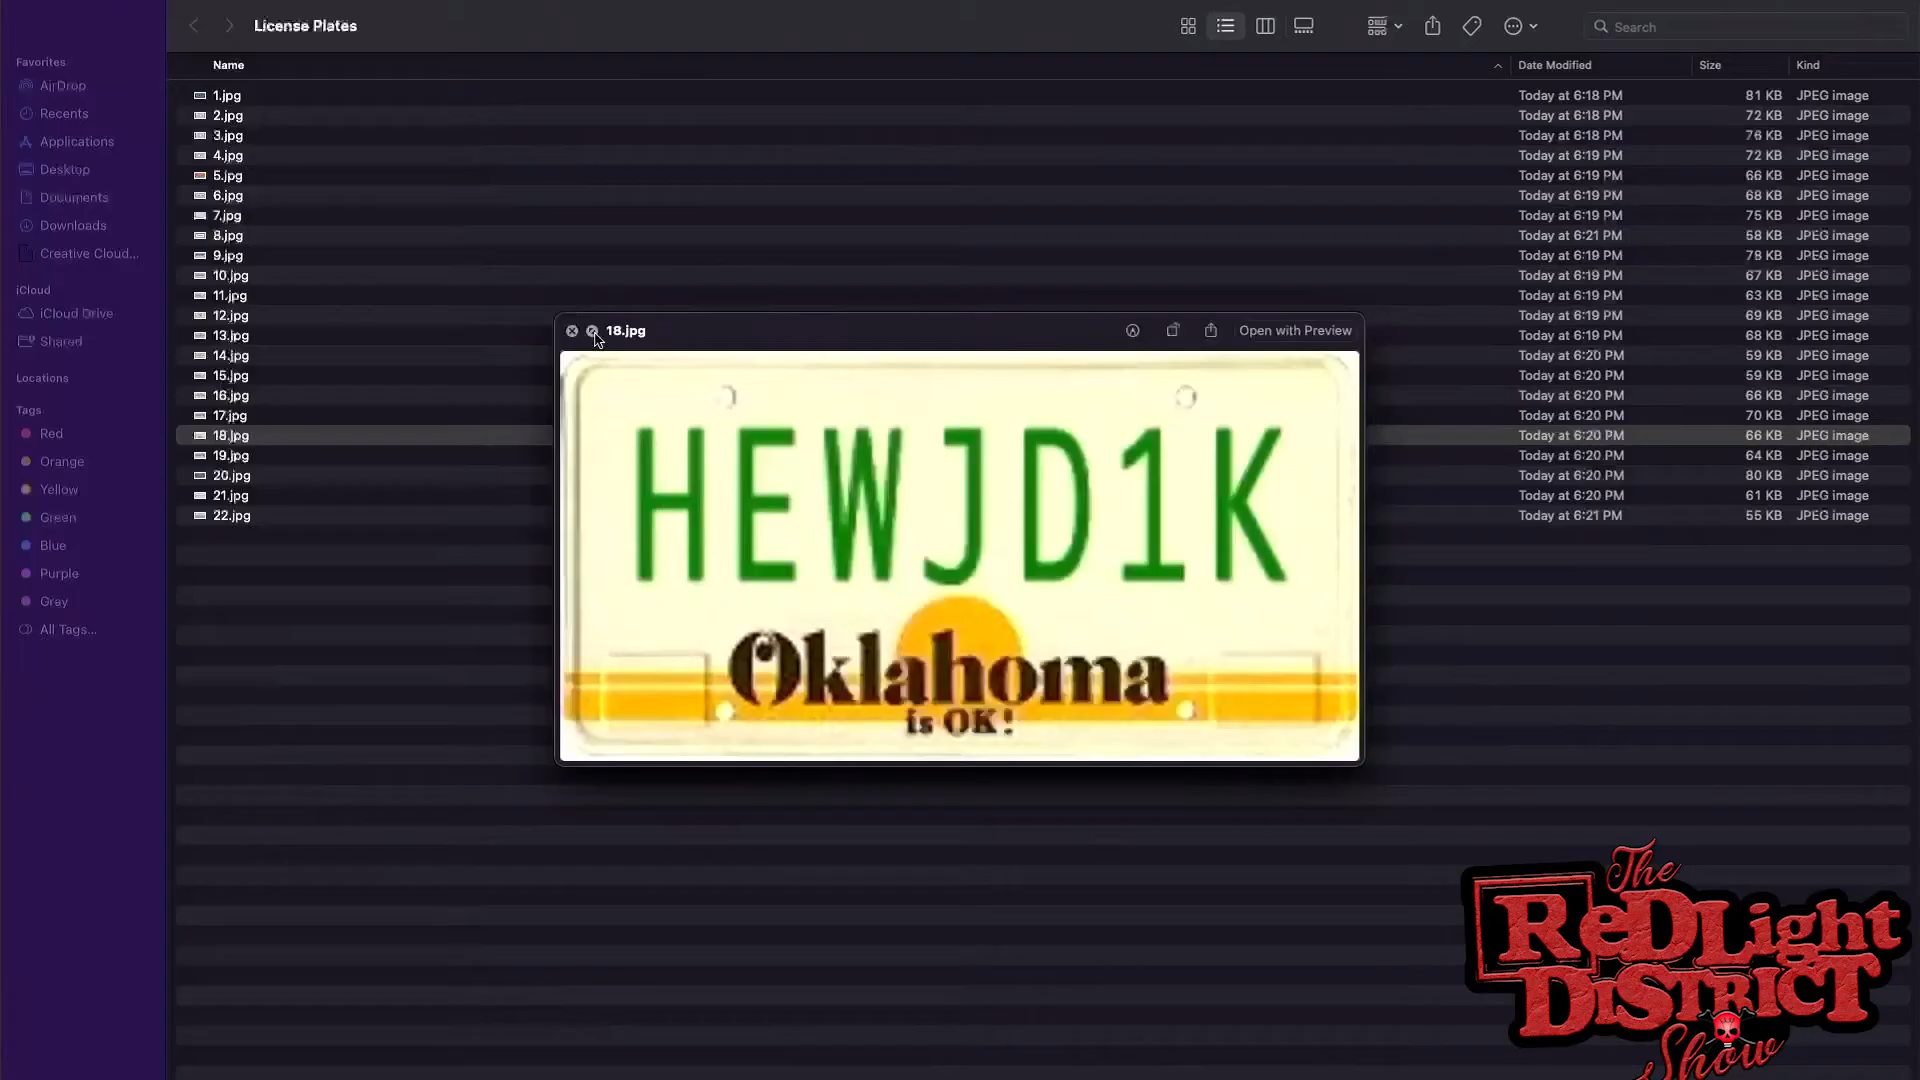 License Plates
Search
Favorites
AirDrop
Recents
Applications
Desktop
Documents
Downloads
Creative Cloud...
iCloud
iCloud Drive
Shared
Locations
Tags
Red
Orange
Yellow
Green
Blue
Purple
Grey
All Tags...
Name Date Modified Size Kind
1.jpg Today at 6:18 PM 81 KB JPEG image
2.jpg Today at 6:18 PM 72 KB JPEG image
3.jpg Today at 6:18 PM 76 KB JPEG image
4.jpg Today at 6:19 PM 72 KB JPEG image
5.jpg Today at 6:19 PM 66 KB JPEG image
6.jpg Today at 6:19 PM 68 KB JPEG image
7.jpg Today at 6:19 PM 75 KB JPEG image
8.jpg Today at 6:21 PM 58 KB JPEG image
9.jpg Today at 6:19 PM 78 KB JPEG image
10.jpg Today at 6:19 PM 67 KB JPEG image
11.jpg Today at 6:19 PM 63 KB JPEG image
12.jpg Today at 6:19 PM 69 KB JPEG image
13.jpg Today at 6:19 PM 68 KB JPEG image
14.jpg Today at 6:20 PM 59 KB JPEG image
15.jpg Today at 6:20 PM 59 KB JPEG image
16.jpg Today at 6:20 PM 66 KB JPEG image
17.jpg Today at 6:20 PM 70 KB JPEG image
18.jpg Today at 6:20 PM 66 KB JPEG image
19.jpg Today at 6:20 PM 64 KB JPEG image
20.jpg Today at 6:20 PM 80 KB JPEG image
21.jpg Today at 6:20 PM 61 KB JPEG image
22.jpg Today at 6:21 PM 55 KB JPEG image
18.jpg Open with Preview
HEWJD1K
Oklahoma
is OK!
The
ReDLight
DiSTRICT
Show